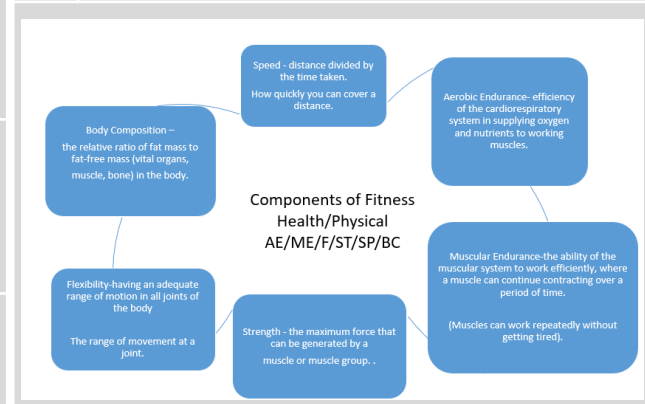 Speed - distance divided by
the time taken.
How quickly you can cover a
distance.
Aerobic Endurance- efficiency
of the cardiorespiratory
system in supplying oxygen
and nutrients to working
muscles.
Body Composition –
the relative ratio of fat mass to
fat-free mass (vital organs,
muscle, bone) in the body.
Components of Fitness
Health/Physical
AE/ME/F/ST/SP/BC
Muscular Endurance-the ability of the
muscular system to work efficiently, where
a muscle can continue contracting over a
period of time.
(Muscles can work repeatedly without
getting tired).
Flexibility-having an adequate
range of motion in all joints of
the body
The range of movement at a
joint.
Strength - the maximum force that
can be generated by a
muscle or muscle group. .